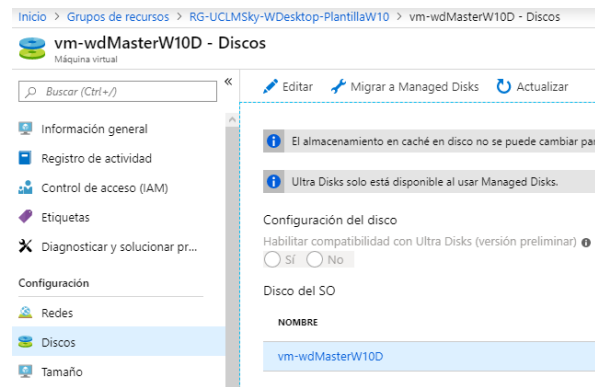 Inicio > Grupos de recursos > RG-UCLMSky-WDesktop-PlantillaW10 > vm-wdMasterW10D - Discos
vm-wdMasterW10D - Discos
Máquina virtual
Buscar (Ctrl+/)
«
Información general
Registro de actividad
Control de acceso (IAM)
Etiquetas
Diagnosticar y solucionar pr...
Configuración
Redes
Discos
Tamaño
Editar Migrar a Managed Disks Actualizar
El almacenamiento en caché en disco no se puede cambiar par
Ultra Disks solo está disponible al usar Managed Disks.
Configuración del disco
Habilitar compatibilidad con Ultra Disks (versión preliminar)
Sí No
Disco del SO
NOMBRE
vm-wdMasterW10D